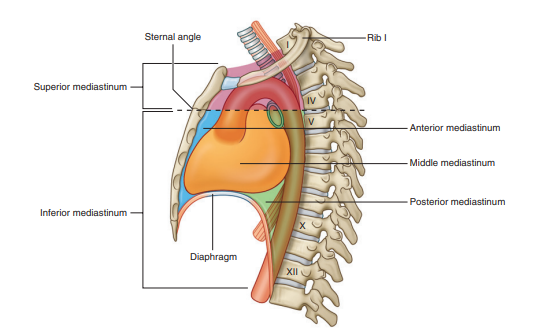 Sternal angle
Rib I
I
Superior mediastinum
IV
V
Anterior mediastinum
Middle mediastinum
Posterior mediastinum
Inferior mediastinum
X
Diaphragm
XII